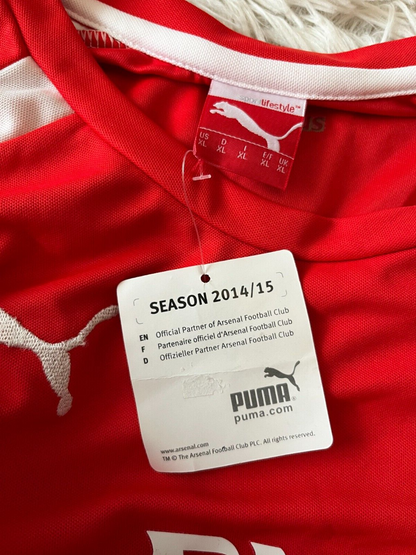 sportlifestyle™
US D I E/F UK
XL XL XL XL XL
SEASON 2014/15
EN Official Partner of Arsenal Football Club
F Partenaire officiel d'Arsenal Football Club
D Offizieller Partner Arsenal Football Club
PUMA
puma.com
www.arsenal.com
TM © The Arsenal Football Club PLC. All rights reserved.